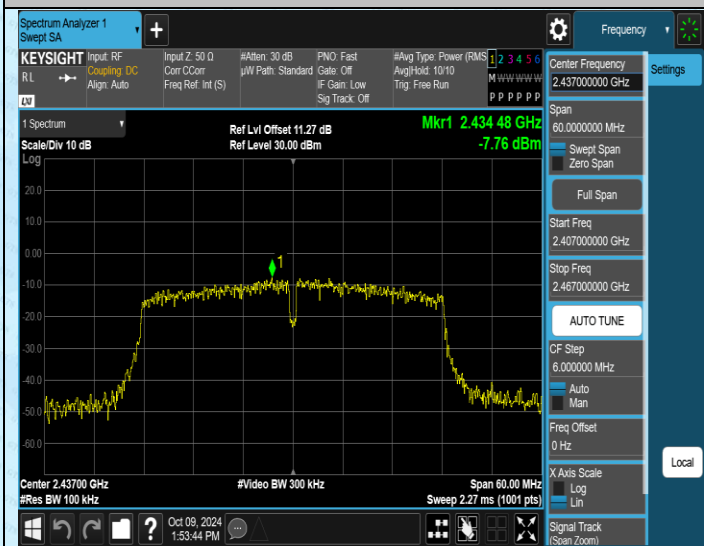 Spectrum Analyzer 1
Swept SA
Frequency
KEYSIGHT
RL
LXI
Input: RF
Coupling: DC
Align: Auto
Input Z: 50 Ω
Corr CCorr
Freq Ref: Int (S)
#Atten: 30 dB
µW Path: Standard
PNO: Fast
Gate: Off
IF Gain: Low
Sig Track: Off
#Avg Type: Power (RMS
Avg|Hold: 10/10
Trig: Free Run
1 2 3 4 5 6
M W W W W W
P P P P P P
1 Spectrum
Scale/Div 10 dB
Log
Ref Lvl Offset 11.27 dB
Ref Level 30.00 dBm
Mkr1 2.434 48 GHz
-7.76 dBm
20.0
10.0
0.00
1
-10.0
-20.0
-30.0
-40.0
-50.0
-60.0
Center 2.43700 GHz
#Res BW 100 kHz
#Video BW 300 kHz
Span 60.00 MHz
Sweep 2.27 ms (1001 pts)
?
Oct 09, 2024
1:53:44 PM
Center Frequency
2.437000000 GHz
Span
60.0000000 MHz
Swept Span
Zero Span
Full Span
Start Freq
2.407000000 GHz
Stop Freq
2.467000000 GHz
AUTO TUNE
CF Step
6.000000 MHz
Auto
Man
Freq Offset
0 Hz
X Axis Scale
Log
Lin
Signal Track
(Span Zoom)
Settings
Local